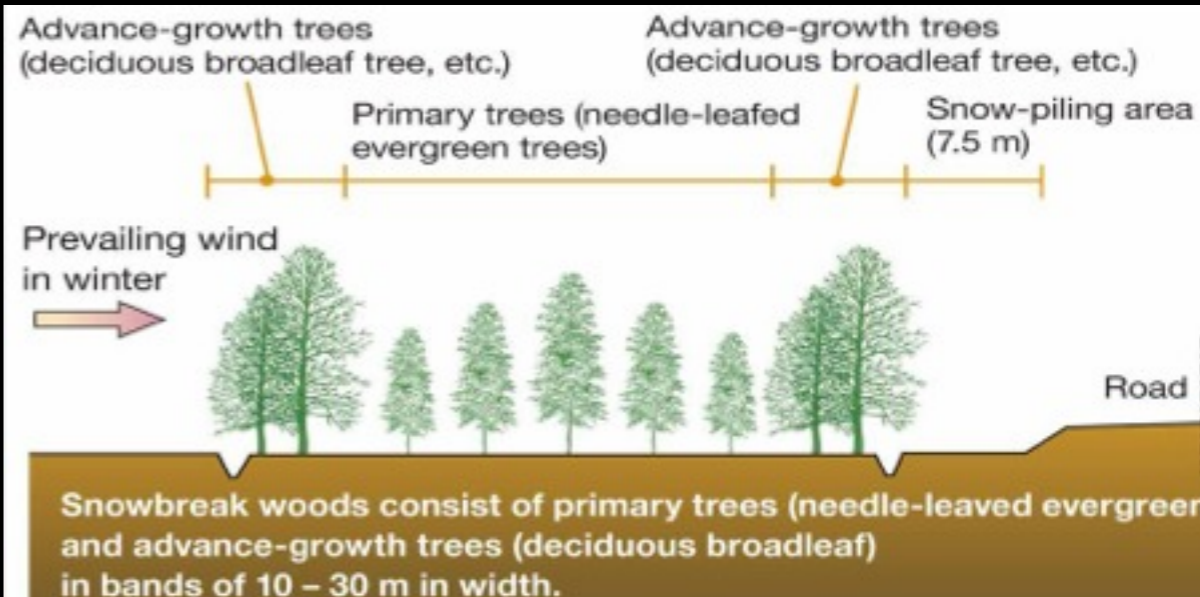 Advance-growth trees
(deciduous broadleaf tree, etc.)
Advance-growth trees
(deciduous broadleaf tree, etc.)
Primary trees (needle-leafed
evergreen trees)
Snow-piling area
(7.5 m)
Prevailing wind
in winter
Road
Snowbreak woods consist of primary trees (needle-leaved evergreen
and advance-growth trees (deciduous broadleaf)
in bands of 10 – 30 m in width.